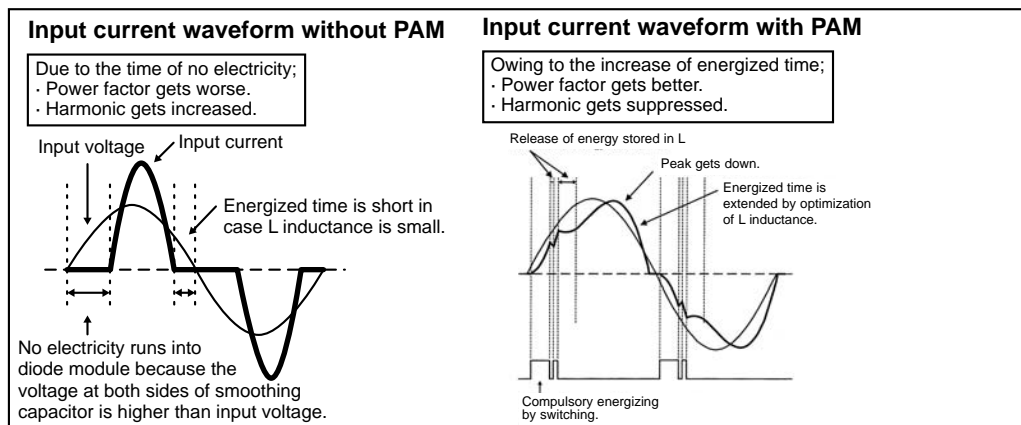 Input current waveform without PAM
Due to the time of no electricity;
· Power factor gets worse.
· Harmonic gets increased.
Input voltage
Input current
Energized time is short in
case L inductance is small.
No electricity runs into
diode module because the
voltage at both sides of smoothing
capacitor is higher than input voltage.
Input current waveform with PAM
Owing to the increase of energized time;
· Power factor gets better.
· Harmonic gets suppressed.
Release of energy stored in L
Peak gets down.
Energized time is
extended by optimization
of L inductance.
Compulsory energizing
by switching.